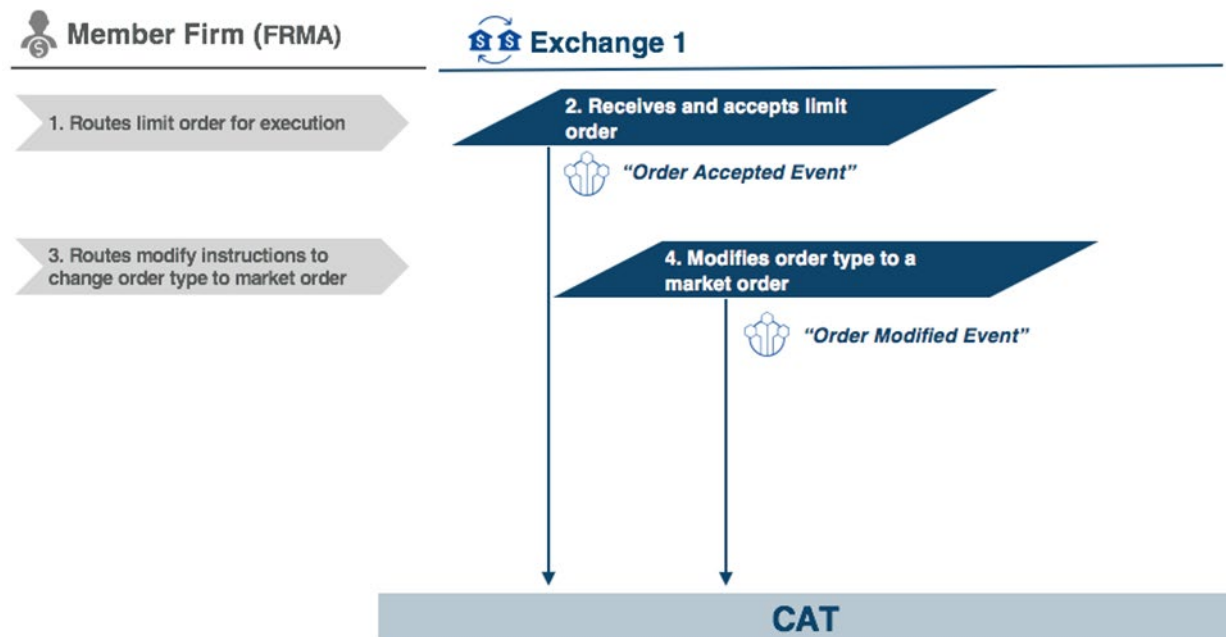 Member Firm (FRMA)
Exchange 1
1. Routes limit order for execution
2. Receives and accepts limit
order
“Order Accepted Event”
3. Routes modify instructions to
change order type to market order
4. Modifies order type to a
market order
“Order Modified Event”
CAT